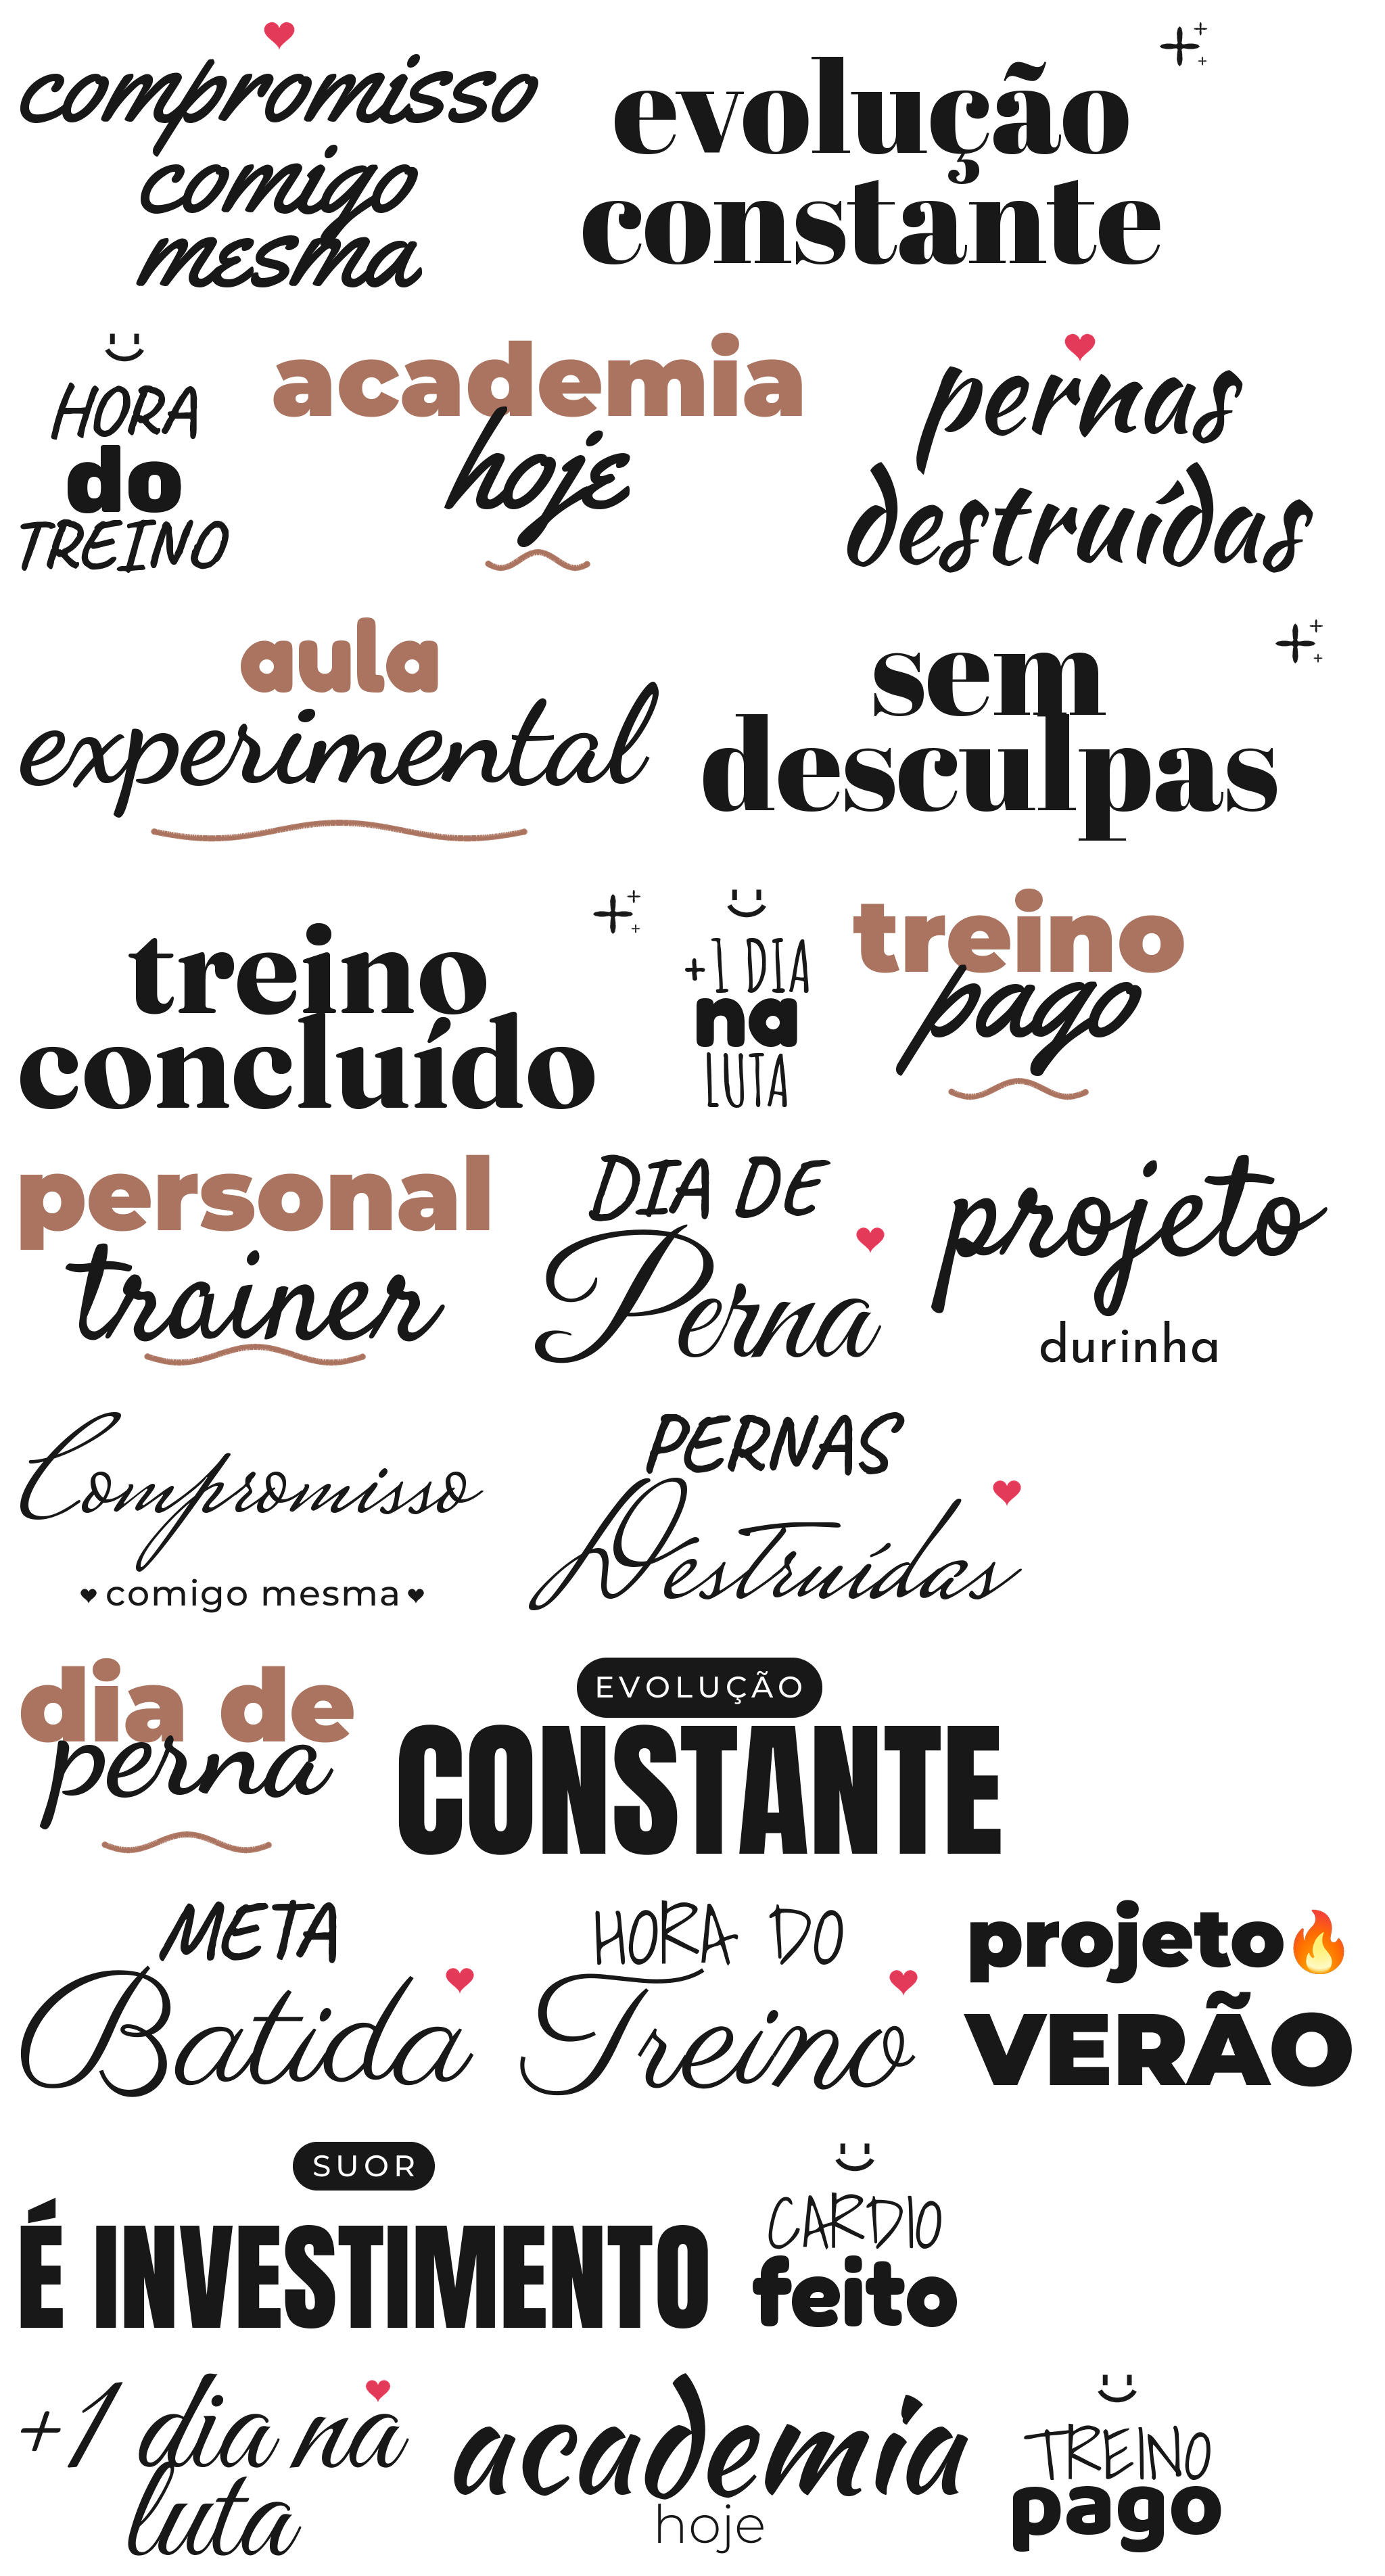 compromisso
comigo
mesma
evolução
constante
HORA
do
TREINO
academia
hoje
pernas
destruídas
aula
experimental
sem
desculpas
treino
concluído
+1 DIA
na
LUTA
treino
pago
personal
trainer
DIA DE
Perna
projeto
durinha
Compromisso
comigo mesma
PERNAS
Destruídas
dia de
perna
EVOLUÇÃO
CONSTANTE
META
Batida
HORA DO
Treino
projeto🔥
VERÃO
SUOR
É INVESTIMENTO
CARDIO
feito
+1 dia na
luta
academia
hoje
TREINO
pago